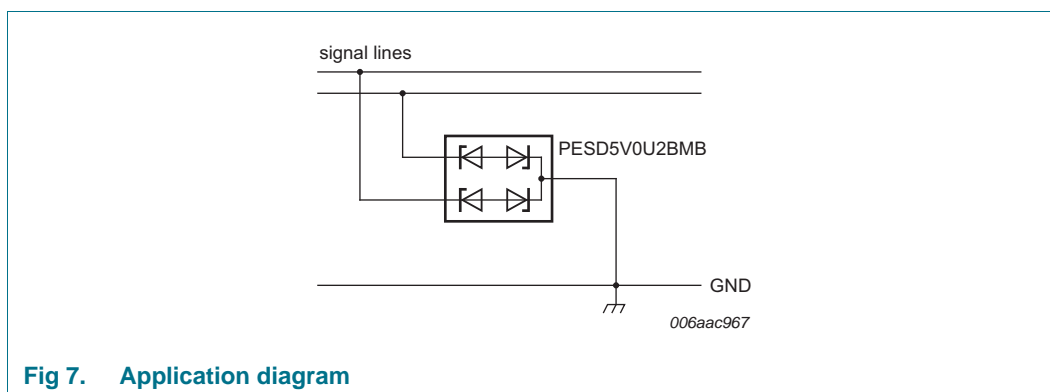 signal lines
PESD5V0U2BMB
GND
006aac967
Fig 7. Application diagram